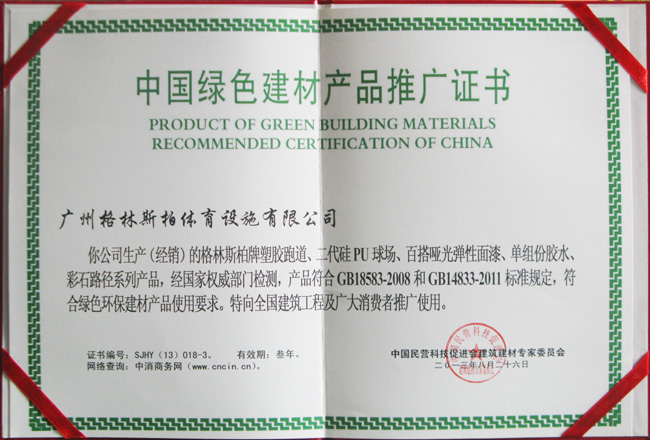 中国绿色建材产品推广证书
PRODUCT OF GREEN BUILDING MATERIALS
RECOMMENDED CERTIFICATION OF CHINA
广州格林斯柏体育设施有限公司
你公司生产（经销）的格林斯柏牌塑胶跑道、二代硅PU球场、百搭哑光弹性面漆、单组份胶水、
彩石路径系列产品，经国家权威部门检测，产品符合GB18583-2008和GB14833-2011标准规定，符
合绿色环保建材产品使用要求。特向全国建筑工程及广大消费者推广使用。
证书编号：SJHY（13）018-3。 有效期：叁年。
网络查询：中消商务网（www.cncin.cn）。
中国民营科技促进会建筑建材专家委员会
二〇一三年八月二十六日